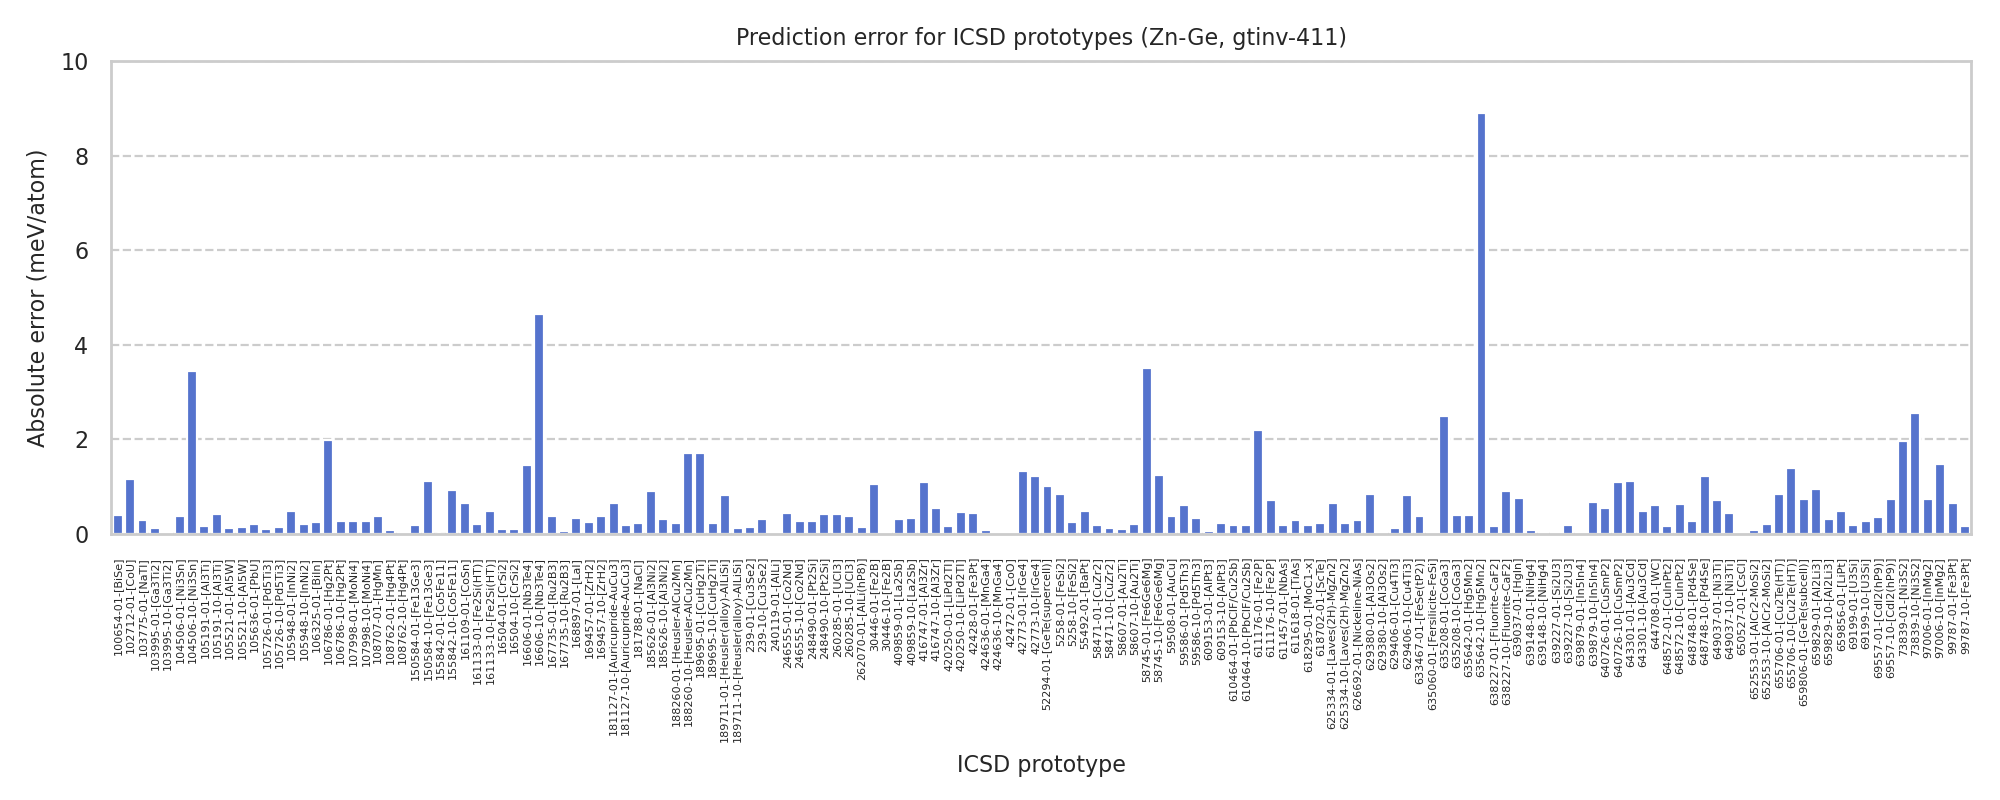 Prediction error for ICSD prototypes (Zn-Ge, gtinv-411)
Absolute error (meV/atom)
10
8
6
4
2
0
100654-01-[BiSe]
102712-01-[CoU]
103775-01-[NaTl]
103995-01-[Ga3Ti2]
103995-10-[Ga3Ti2]
104506-01-[Ni3Sn]
104506-10-[Ni3Sn]
105191-01-[Al3Ti]
105191-10-[Al3Ti]
105521-01-[Al5W]
105521-10-[Al5W]
105636-01-[PbU]
105726-01-[Pd5Ti3]
105726-10-[Pd5Ti3]
105948-01-[InNi2]
105948-10-[InNi2]
106325-01-[BiIn]
106786-01-[Hg2Pt]
106786-10-[Hg2Pt]
107998-01-[MoNi4]
107998-10-[MoNi4]
108707-01-[HgMn]
108762-01-[Hg4Pt]
108762-10-[Hg4Pt]
150584-01-[Fe13Ge3]
150584-10-[Fe13Ge3]
155842-01-[Co5Fe11]
155842-10-[Co5Fe11]
161109-01-[CoSn]
161133-01-[Fe2Si(HT)]
161133-10-[Fe2Si(HT)]
16504-01-[CrSi2]
16504-10-[CrSi2]
16606-01-[Nb3Te4]
16606-10-[Nb3Te4]
167735-01-[Ru2B3]
167735-10-[Ru2B3]
168897-01-[LaI]
169457-01-[ZrH2]
169457-10-[ZrH2]
181127-01-[Auricupride-AuCu3]
181127-10-[Auricupride-AuCu3]
181788-01-[NaCl]
185626-01-[Al3Ni2]
185626-10-[Al3Ni2]
188260-01-[Heusler-AlCu2Mn]
188260-10-[Heusler-AlCu2Mn]
189695-01-[CuHg2Ti]
189695-10-[CuHg2Ti]
189711-01-[Heusler(alloy)-AlLiSi]
189711-10-[Heusler(alloy)-AlLiSi]
239-01-[Cu3Se2]
239-10-[Cu3Se2]
240119-01-[AlLi]
246555-01-[Co2Nd]
246555-10-[Co2Nd]
248490-01-[Pt2Si]
248490-10-[Pt2Si]
260285-01-[UCl3]
260285-10-[UCl3]
262070-01-[AlLi(hP8)]
30446-01-[Fe2B]
30446-10-[Fe2B]
409859-01-[La2Sb]
409859-10-[La2Sb]
416747-01-[Al3Zr]
416747-10-[Al3Zr]
420250-01-[LiPd2Tl]
420250-10-[LiPd2Tl]
42428-01-[Fe3Pt]
424636-01-[MnGa4]
424636-10-[MnGa4]
42472-01-[CoO]
42773-01-[IrGe4]
42773-10-[IrGe4]
52294-01-[GeTe(supercell)]
5258-01-[FeSi2]
5258-10-[FeSi2]
55492-01-[BaPt]
58471-01-[CuZr2]
58471-10-[CuZr2]
58607-01-[Au2Ti]
58607-10-[Au2Ti]
58745-01-[Fe6Ge6Mg]
58745-10-[Fe6Ge6Mg]
59508-01-[AuCu]
59586-01-[Pd5Th3]
59586-10-[Pd5Th3]
609153-01-[AlPt3]
609153-10-[AlPt3]
610464-01-[PbClF/Cu2Sb]
610464-10-[PbClF/Cu2Sb]
611176-01-[Fe2P]
611176-10-[Fe2P]
611457-01-[NbAs]
611618-01-[TiAs]
618295-01-[MoC1-x]
618702-01-[ScTe]
625334-01-[Laves(2H)-MgZn2]
625334-10-[Laves(2H)-MgZn2]
626692-01-[Nickeline-NiAs]
629380-01-[Al3Os2]
629380-10-[Al3Os2]
629406-01-[Cu4Ti3]
629406-10-[Cu4Ti3]
633467-01-[FeSe(tP2)]
635060-01-[Fersilicite-FeSi]
635208-01-[CoGa3]
635208-10-[CoGa3]
635642-01-[Hg5Mn2]
635642-10-[Hg5Mn2]
638227-01-[Fluorite-CaF2]
638227-10-[Fluorite-CaF2]
639037-01-[HgIn]
639148-01-[NiHg4]
639148-10-[NiHg4]
639227-01-[Si2U3]
639227-10-[Si2U3]
639879-01-[In5In4]
639879-10-[In5In4]
640726-01-[CuSmP2]
640726-10-[CuSmP2]
643301-01-[Au3Cd]
643301-10-[Au3Cd]
644708-01-[WC]
648572-01-[CuInPt2]
648572-10-[CuInPt2]
648748-01-[Pd4Se]
648748-10-[Pd4Se]
649037-01-[Ni3Ti]
649037-10-[Ni3Ti]
650527-01-[CsCl]
652553-01-[AlCr2-MoSi2]
652553-10-[AlCr2-MoSi2]
655706-01-[Cu2Te(HT)]
655706-10-[Cu2Te(HT)]
659806-01-[GeTe(subcell)]
659829-01-[Al2Li3]
659829-10-[Al2Li3]
659856-01-[LiPt]
69199-01-[U3Si]
69199-10-[U3Si]
69557-01-[CdI2(hP9)]
69557-10-[CdI2(hP9)]
73839-01-[Ni3S2]
73839-10-[Ni3S2]
97006-01-[InMg2]
97006-10-[InMg2]
99787-01-[Fe3Pt]
99787-10-[Fe3Pt]
ICSD prototype